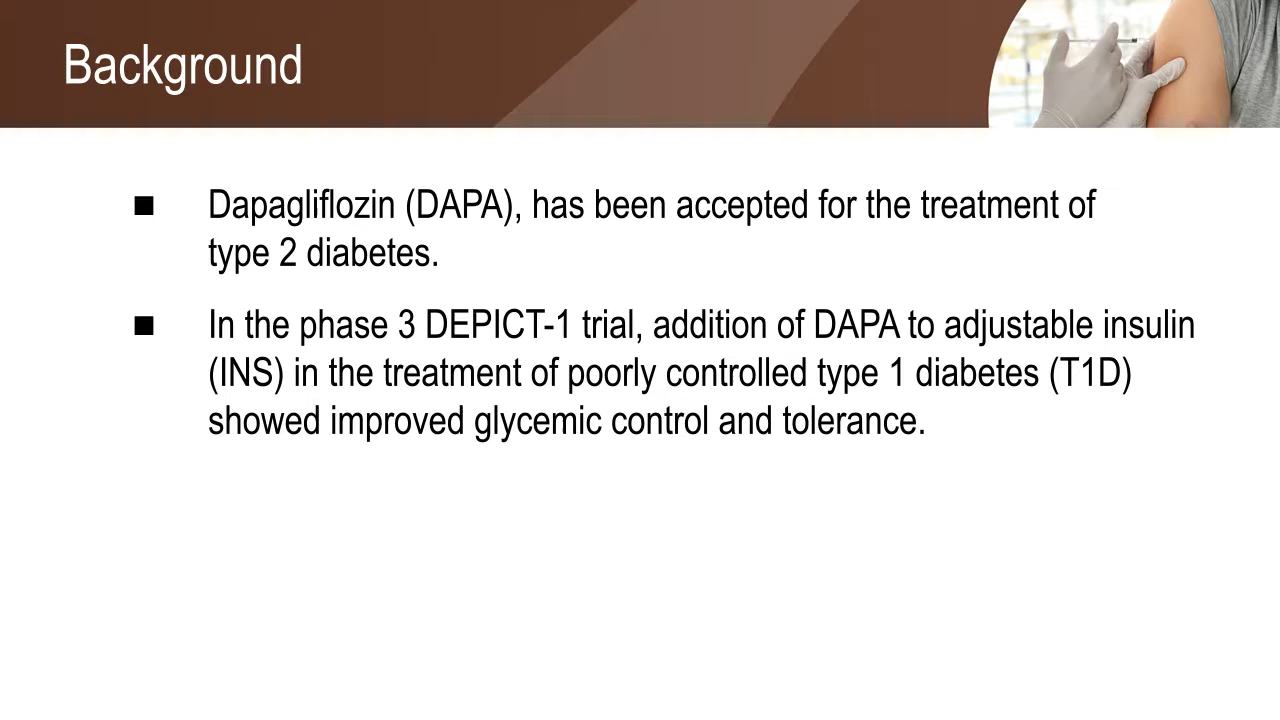 Background
■ Dapagliflozin (DAPA), has been accepted for the treatment of
type 2 diabetes.
■ In the phase 3 DEPICT-1 trial, addition of DAPA to adjustable insulin
(INS) in the treatment of poorly controlled type 1 diabetes (T1D)
showed improved glycemic control and tolerance.